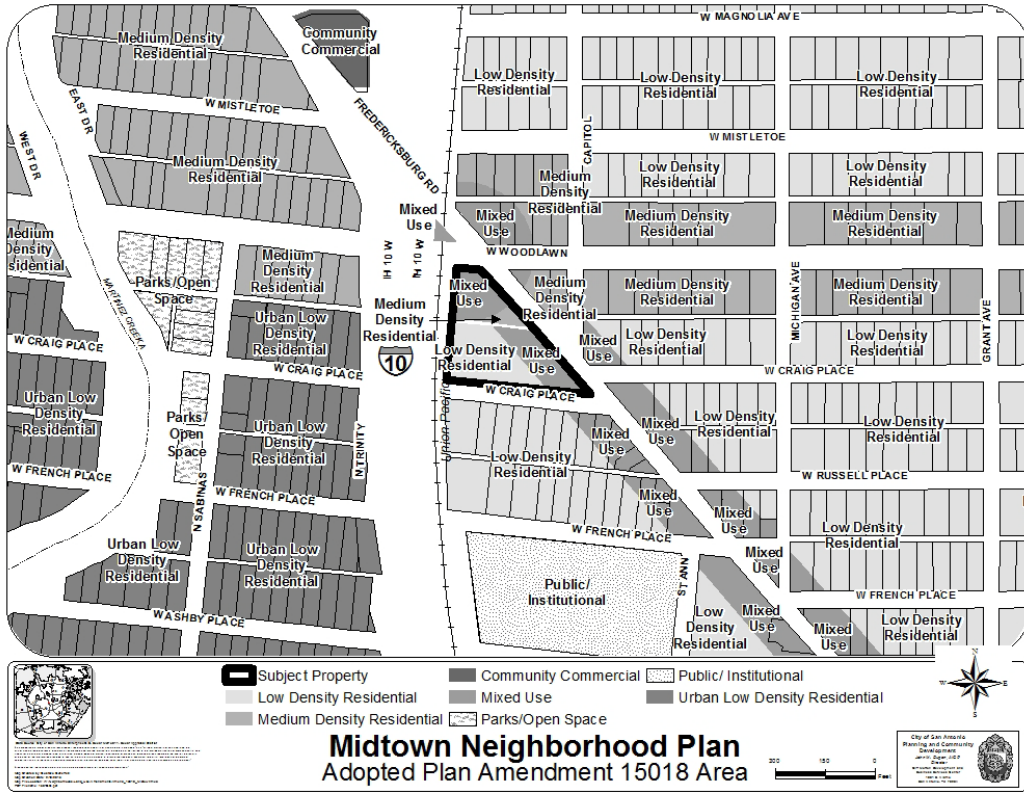 W MAGNOLIA AVE
Medium Density
Residential
Community
Commercial
Low Density
Residential
Low Density
Residential
Low Density
Residential
EAST DR
W MISTLETOE
FREDERICKSBURG RD
CAPITOL
W MISTLETOE
WEST DR
Medium Density
Residential
Medium
Density
Residential
Low Density
Residential
Low Density
Residential
Mixed
Use
Mixed
Use
Medium Density
Residential
Medium Density
Residential
Medium
Density
sidential
IH 10 W
IH 10 W
W WOODLAWN
Parks/Open
Space
Medium
Density
Residential
Mixed
Use
Medium
Density
Residential
Medium Density
Residential
MICHIGAN AVE
Medium Density
Residential
GRANT AVE
MARTINEZ CREEK A
Urban Low
Density
Residential
Medium
Density
Residential
W CRAIG PLACE
10
Low Density
Residential
Mixed
Use
Mixed
Use
Low Density
Residential
Low Density
Residential
W CRAIG PLACE
W CRAIG PLACE
W CRAIG PLACE
Urban Low
Density
Residential
Parks/
Open
Space
Urban Low
Density
Residential
N TRINITY
Union Pacific
Low Density
Residential
Mixed
Use
Mixed
Use
Low Density
Residential
Low Density
Residential
W FRENCH PLACE
N SABINAS
W FRENCH PLACE
W RUSSELL PLACE
Mixed
Use
Mixed
Use
W FRENCH PLACE
Low Density
Residential
Urban Low
Density
Residential
Urban Low
Density
Residential
Public/
Institutional
ST ANN
Mixed
Use
W FRENCH PLACE
W ASHBY PLACE
Low
Density
Residential
Mixed
Use
Mixed
Use
Low Density
Residential
Subject Property
Community Commercial
Public/ Institutional
Low Density Residential
Mixed Use
Urban Low Density Residential
Medium Density Residential
Parks/Open Space
N
W E
S
Midtown Neighborhood Plan
Adopted Plan Amendment 15018 Area
Feet
City of San Antonio
Planning and Community
Development